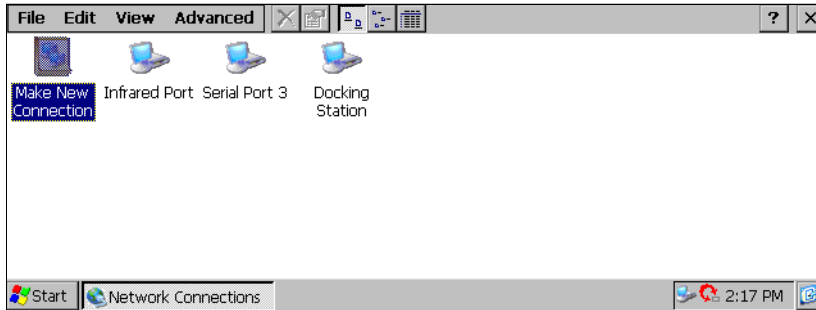 File Edit View Advanced ?
Make New Connection
Infrared Port
Serial Port 3
Docking Station
Start Network Connections 2:17 PM